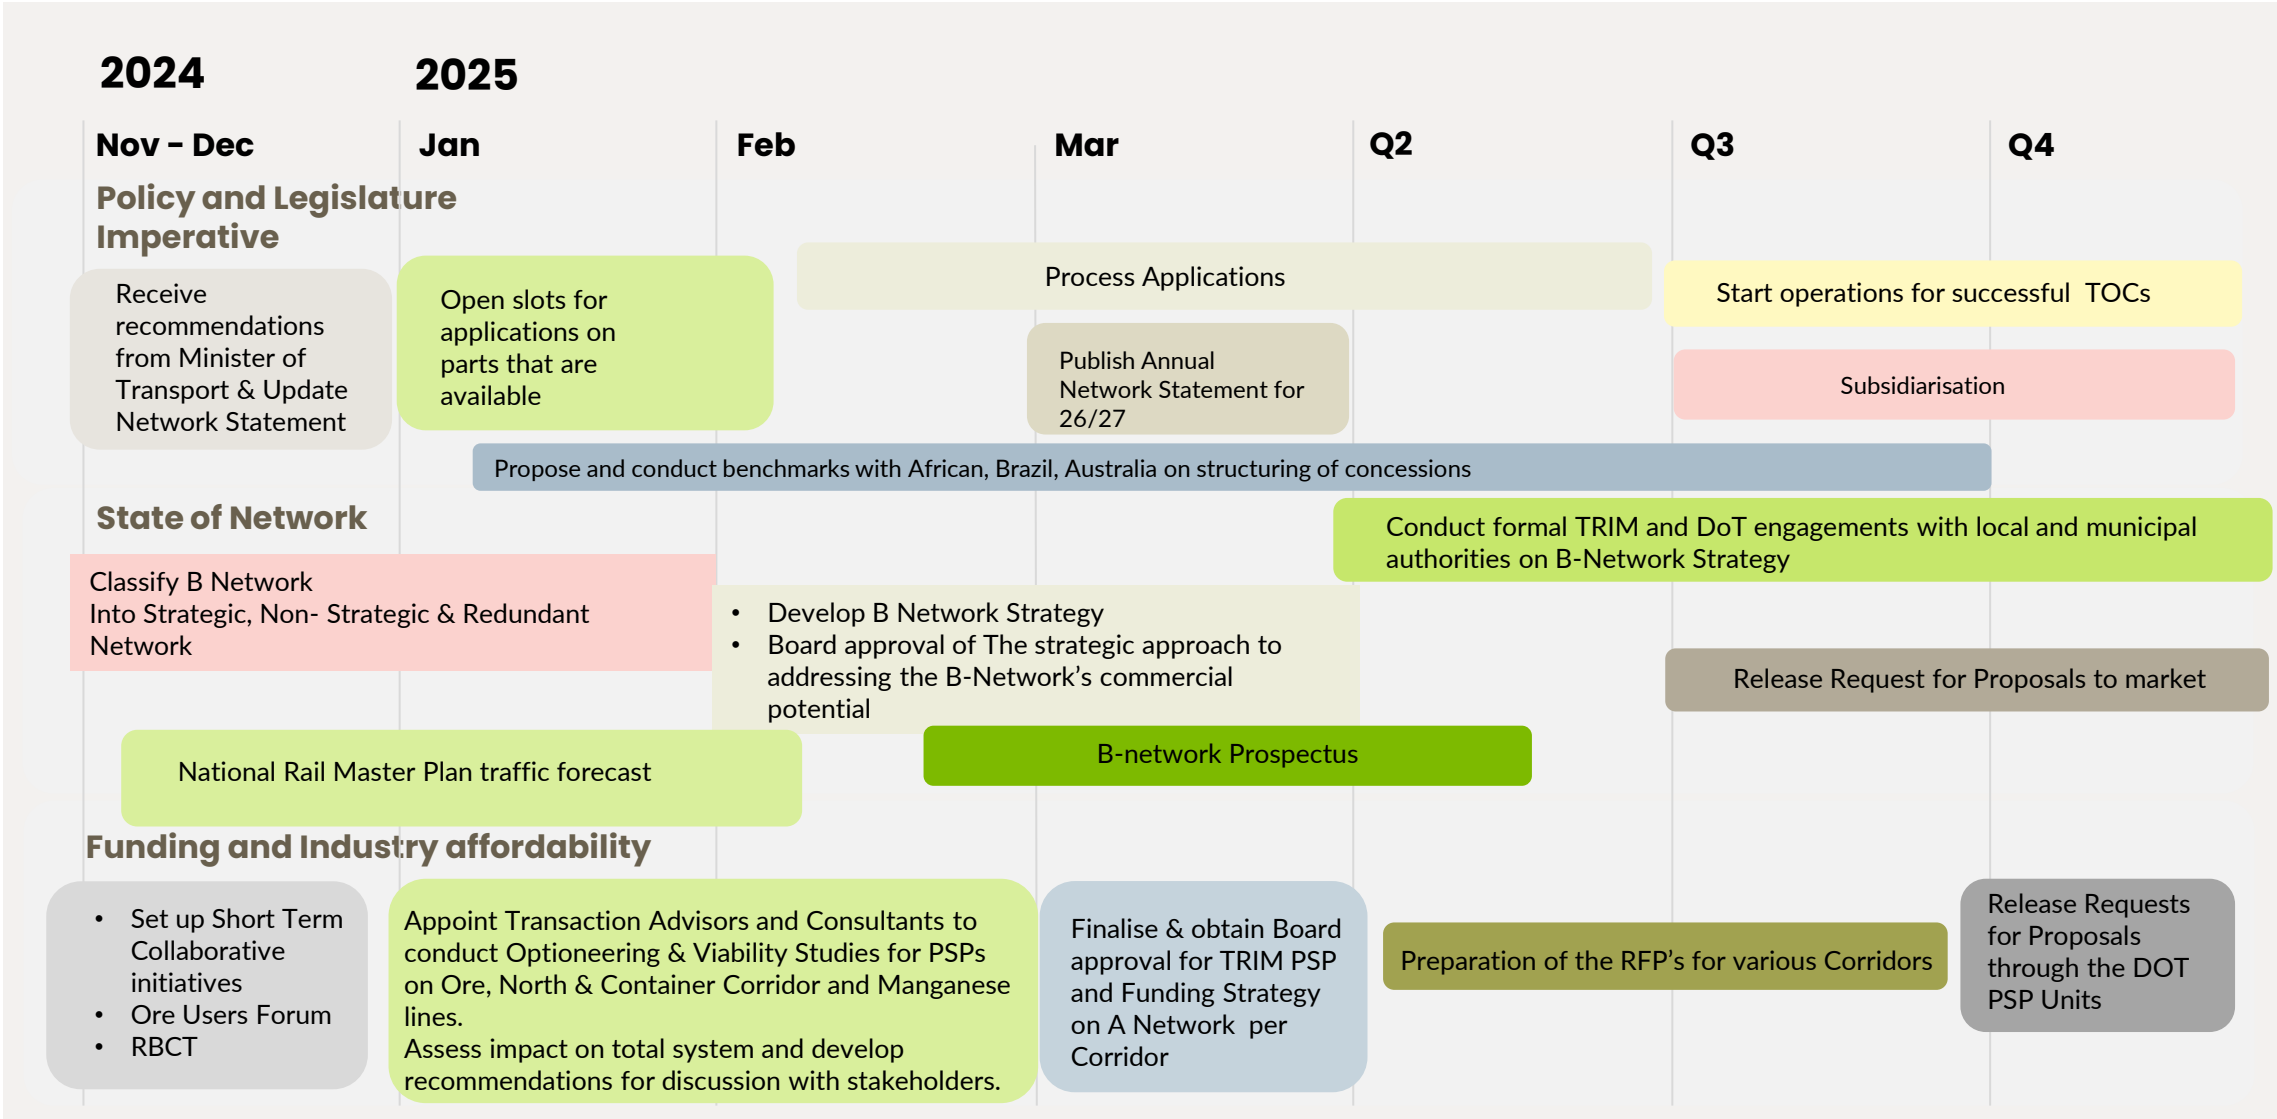 2024
2025
Nov - Dec
Jan
Feb
Mar
Q2
Q3
Q4
Policy and Legislature
Imperative
Receive
recommendations
from Minister of
Transport & Update
Network Statement
Open slots for
applications on
parts that are
available
Process Applications
Publish Annual
Network Statement for
26/27
Start operations for successful  TOCs
Subsidiarisation
Propose and conduct benchmarks with African, Brazil, Australia on structuring of concessions
State of Network
Conduct formal TRIM and DoT engagements with local and municipal
authorities on B-Network Strategy
Classify B Network
Into Strategic, Non- Strategic & Redundant
Network
• Develop B Network Strategy
• Board approval of The strategic approach to
addressing the B-Network’s commercial
potential
Release Request for Proposals to market
National Rail Master Plan traffic forecast
B-network Prospectus
Funding and Industry affordability
• Set up Short Term
Collaborative
initiatives
• Ore Users Forum
• RBCT
Appoint Transaction Advisors and Consultants to
conduct Optioneering & Viability Studies for PSPs
on Ore, North & Container Corridor and Manganese
lines.
Assess impact on total system and develop
recommendations for discussion with stakeholders.
Finalise & obtain Board
approval for TRIM PSP
and Funding Strategy
on A Network  per
Corridor
Preparation of the RFP’s for various Corridors
Release Requests
for Proposals
through the DOT
PSP Units